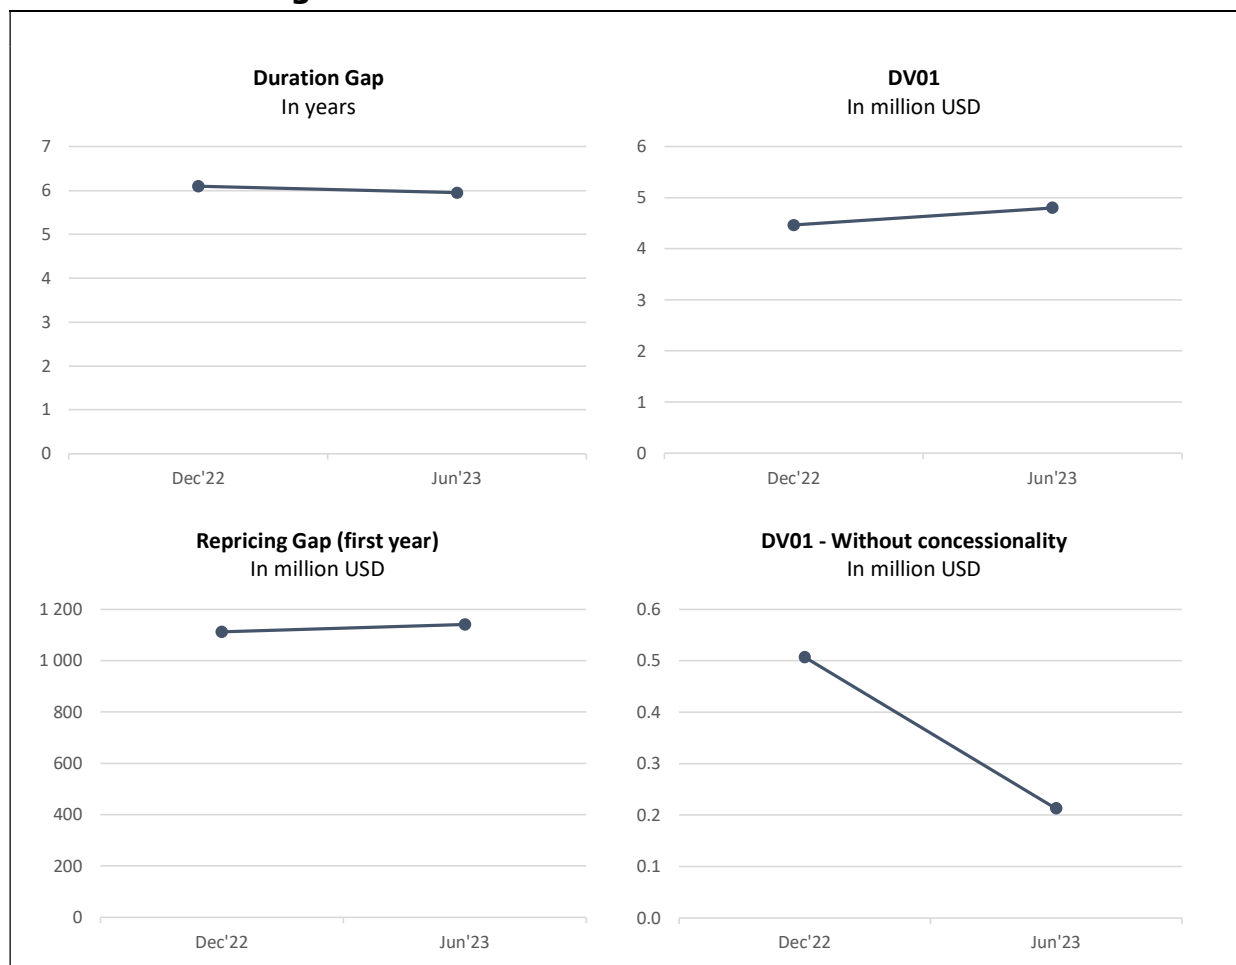 Duration Gap
In years
7
6
5
4
3
2
1
0
Dec'22 Jun'23
DV01
In million USD
6
5
4
3
2
1
0
Dec'22 Jun'23
Repricing Gap (first year)
In million USD
1 200
1 000
800
600
400
200
0
Dec'22 Jun'23
DV01 - Without concessionality
In million USD
0.6
0.5
0.4
0.3
0.2
0.1
0.0
Dec'22 Jun'23